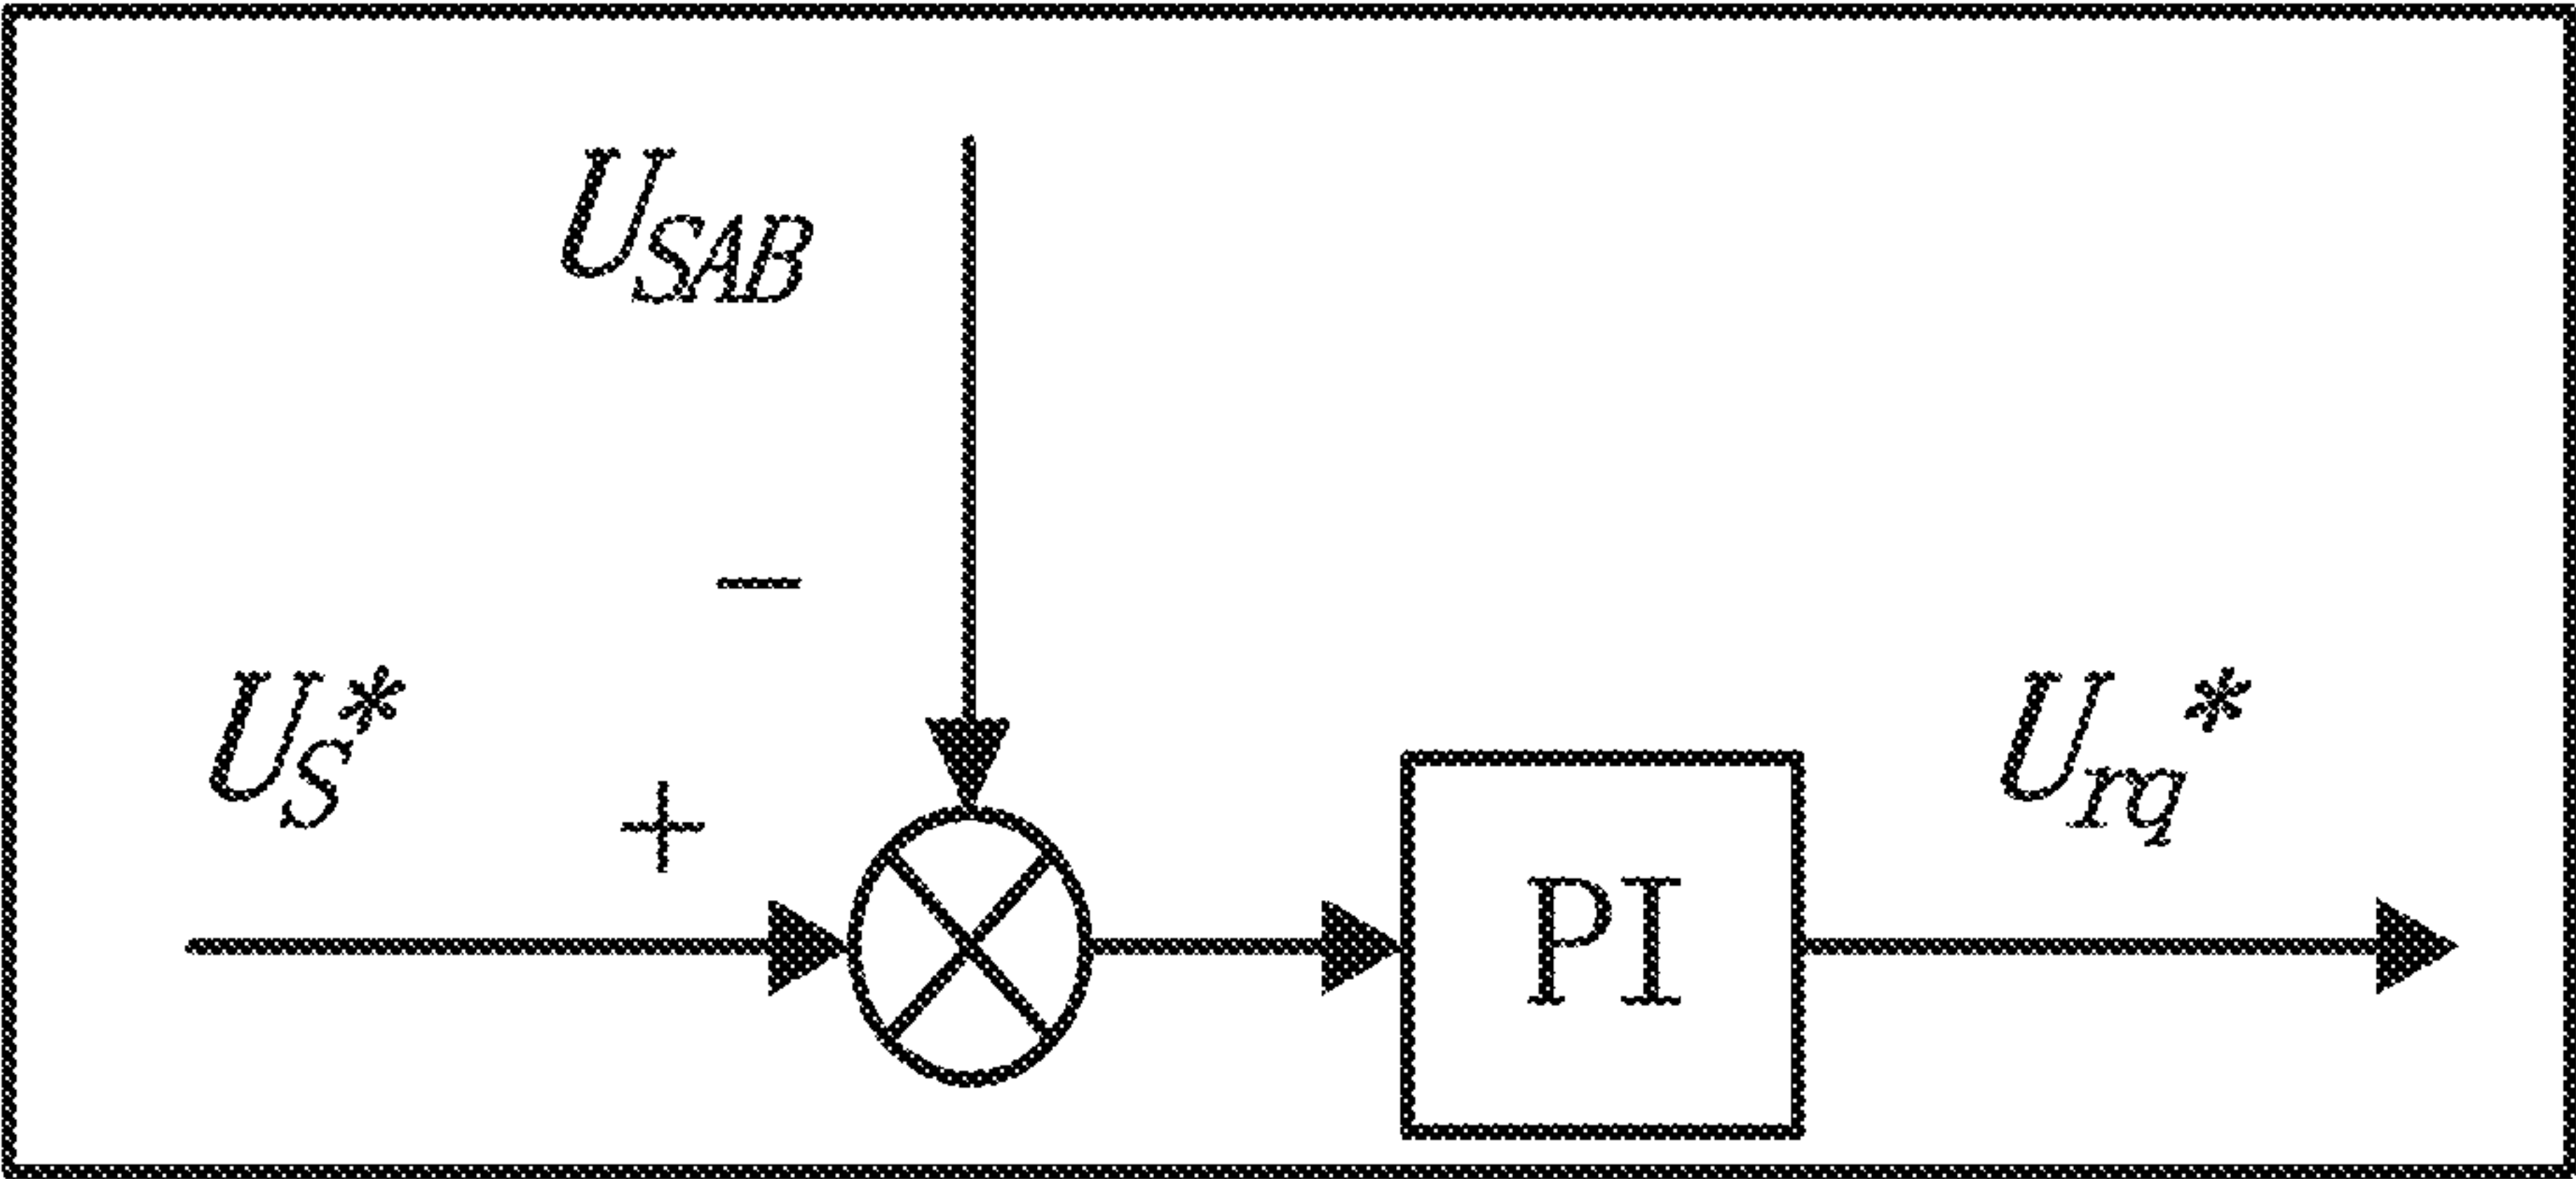 U_SAB
−
U_S*
+
PI
U_rq*